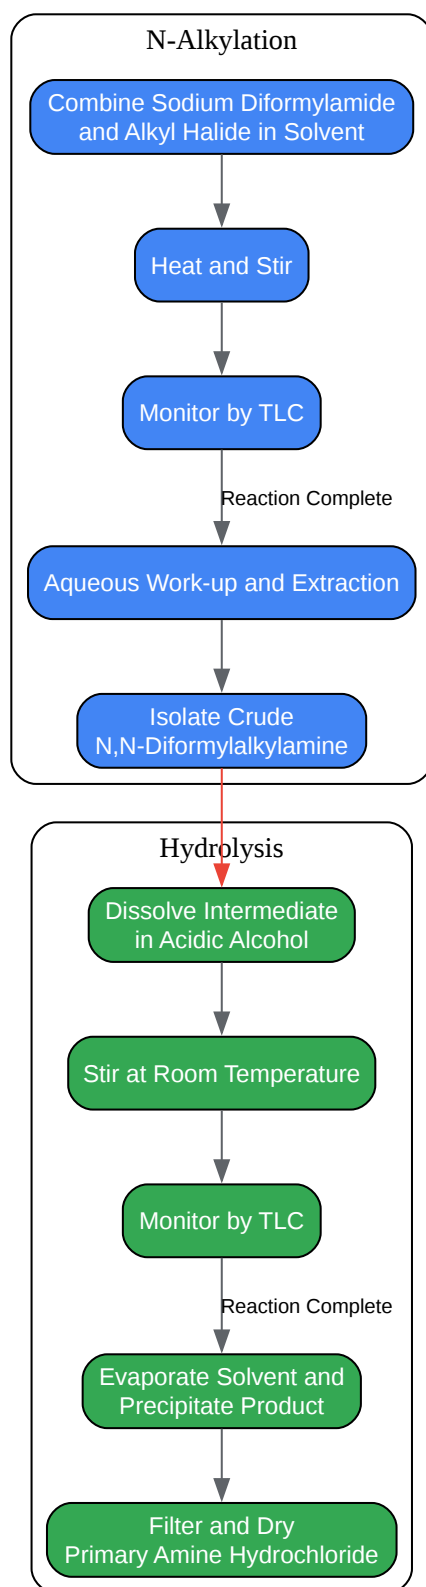 N-Alkylation
Combine Sodium Diformylamide
and Alkyl Halide in Solvent
Heat and Stir
Monitor by TLC
Reaction Complete
Aqueous Work-up and Extraction
Isolate Crude
N,N-Diformylalkylamine
Hydrolysis
Dissolve Intermediate
in Acidic Alcohol
Stir at Room Temperature
Monitor by TLC
Reaction Complete
Evaporate Solvent and
Precipitate Product
Filter and Dry
Primary Amine Hydrochloride